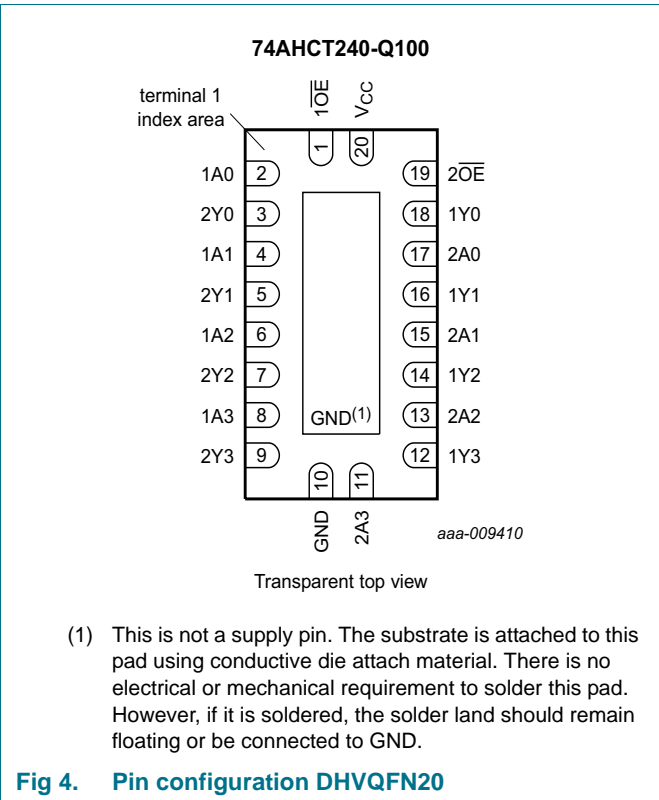 74AHCT240-Q100
terminal 1
index area
1O̅E̅
VCC
1
20
1A0 2 19 2O̅E̅
2Y0 3 18 1Y0
1A1 4 17 2A0
2Y1 5 16 1Y1
1A2 6 15 2A1
2Y2 7 14 1Y2
1A3 8 GND(1) 13 2A2
2Y3 9 12 1Y3
10
11
GND
2A3
aaa-009410
Transparent top view
(1) This is not a supply pin. The substrate is attached to this
pad using conductive die attach material. There is no
electrical or mechanical requirement to solder this pad.
However, if it is soldered, the solder land should remain
floating or be connected to GND.
Fig 4. Pin configuration DHVQFN20